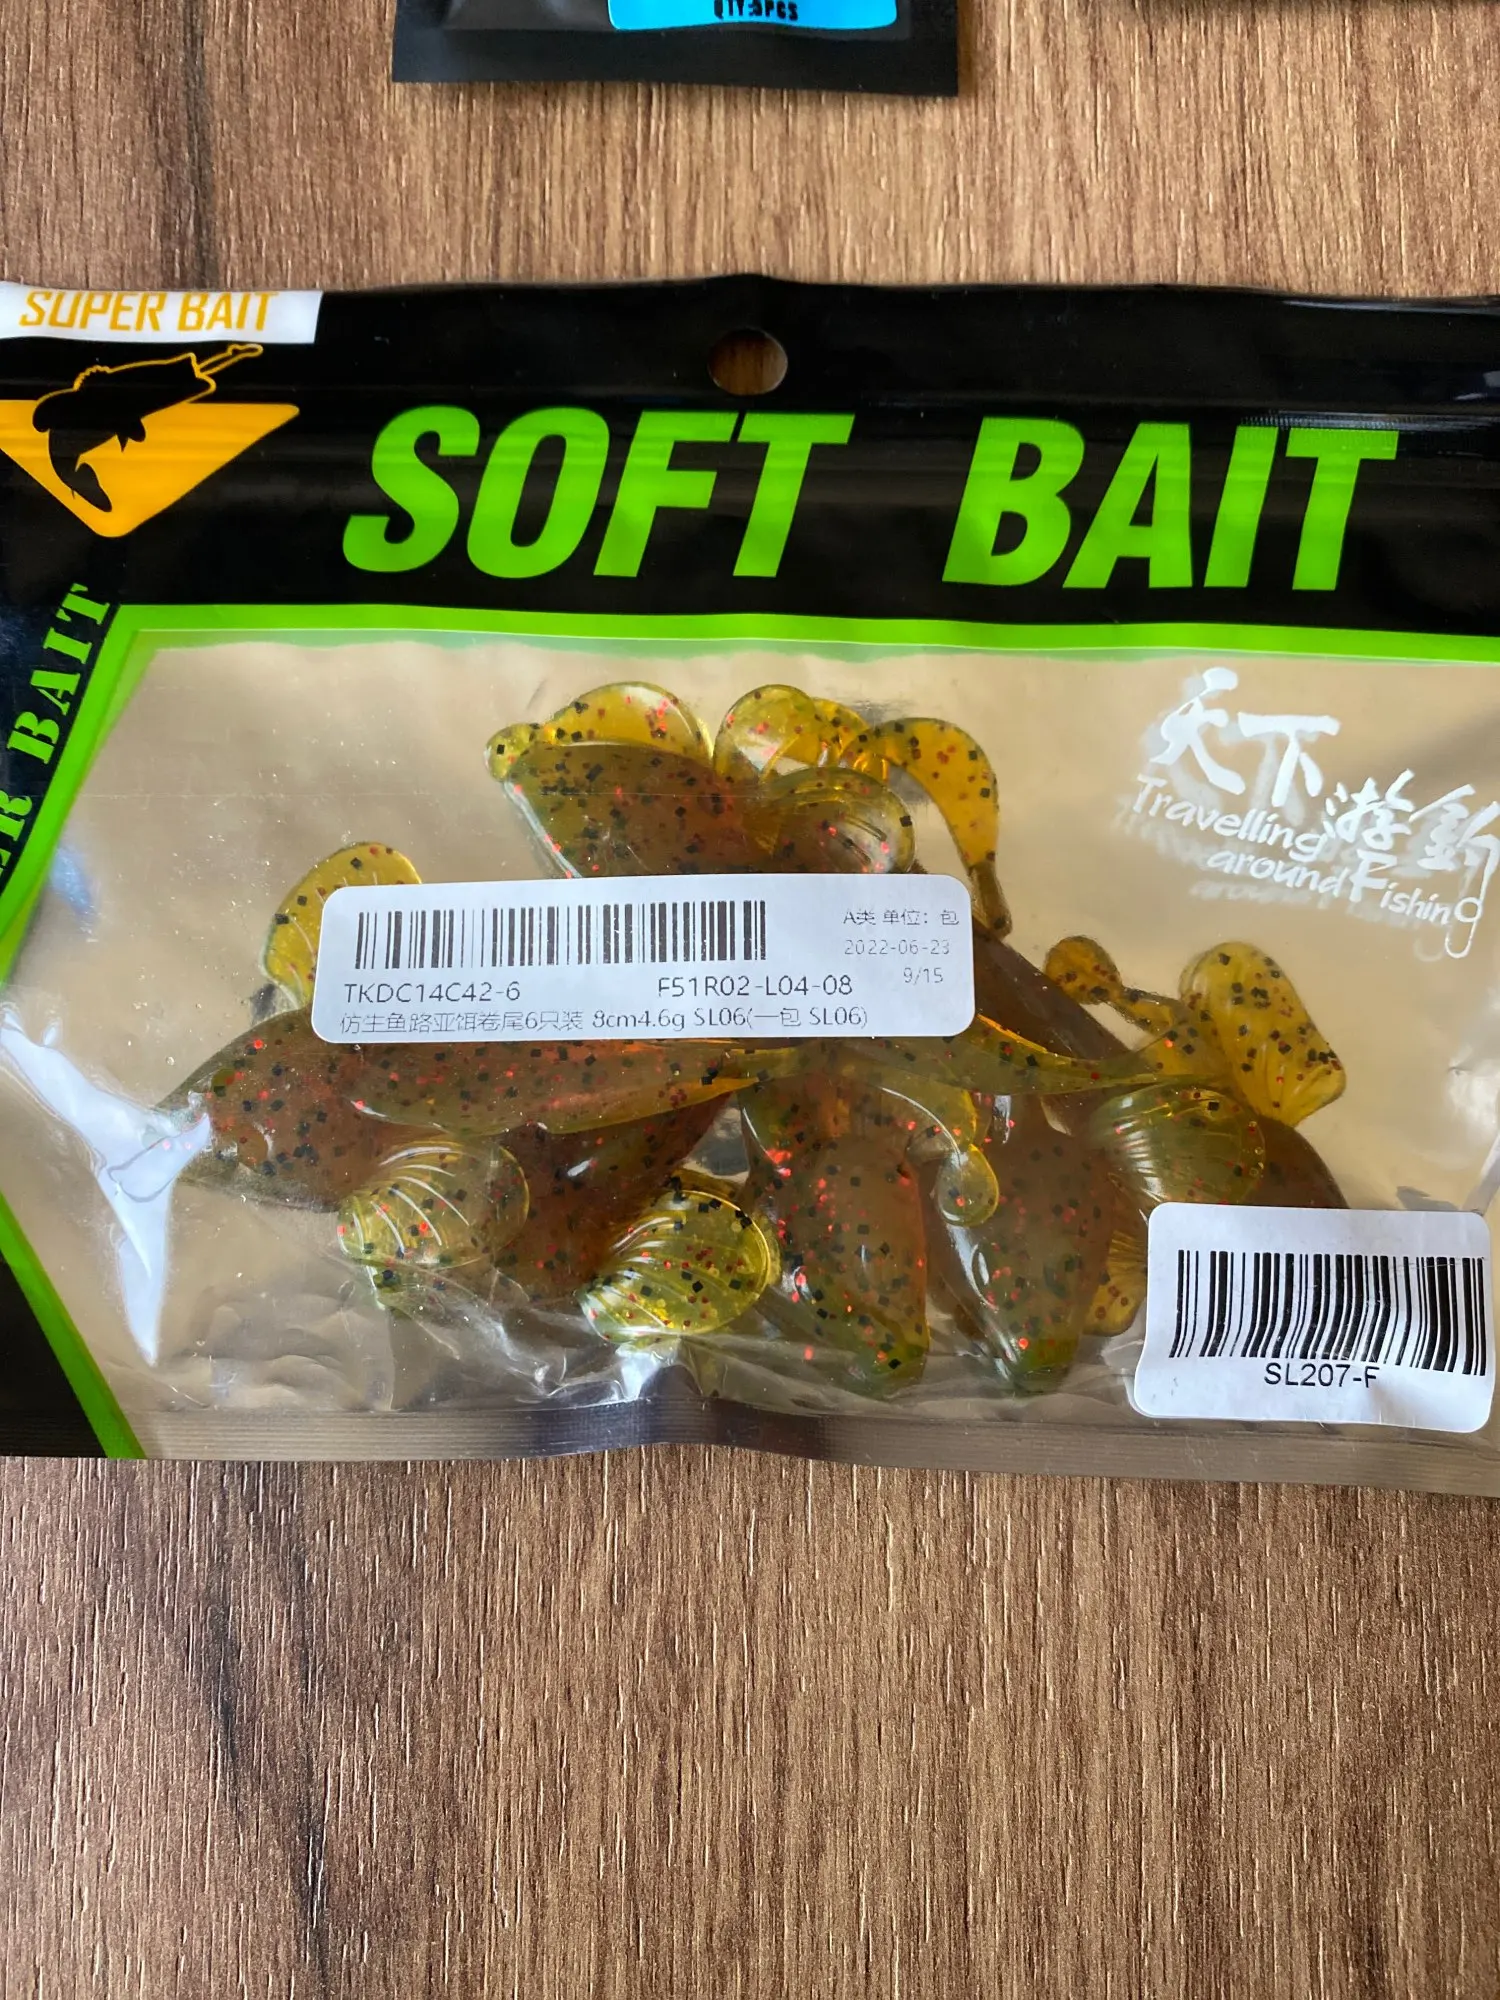 QTY:5PCS
SUPER BAIT
SOFT BAIT
ER BAIT
天下游釣
Travelling
around Fishing
A类 单位：包
2022-06-23
9/15
TKDC14C42-6 F51R02-L04-08
仿生鱼路亚饵卷尾6只装 8cm4.6g SL06(一包 SL06)
SL207-F